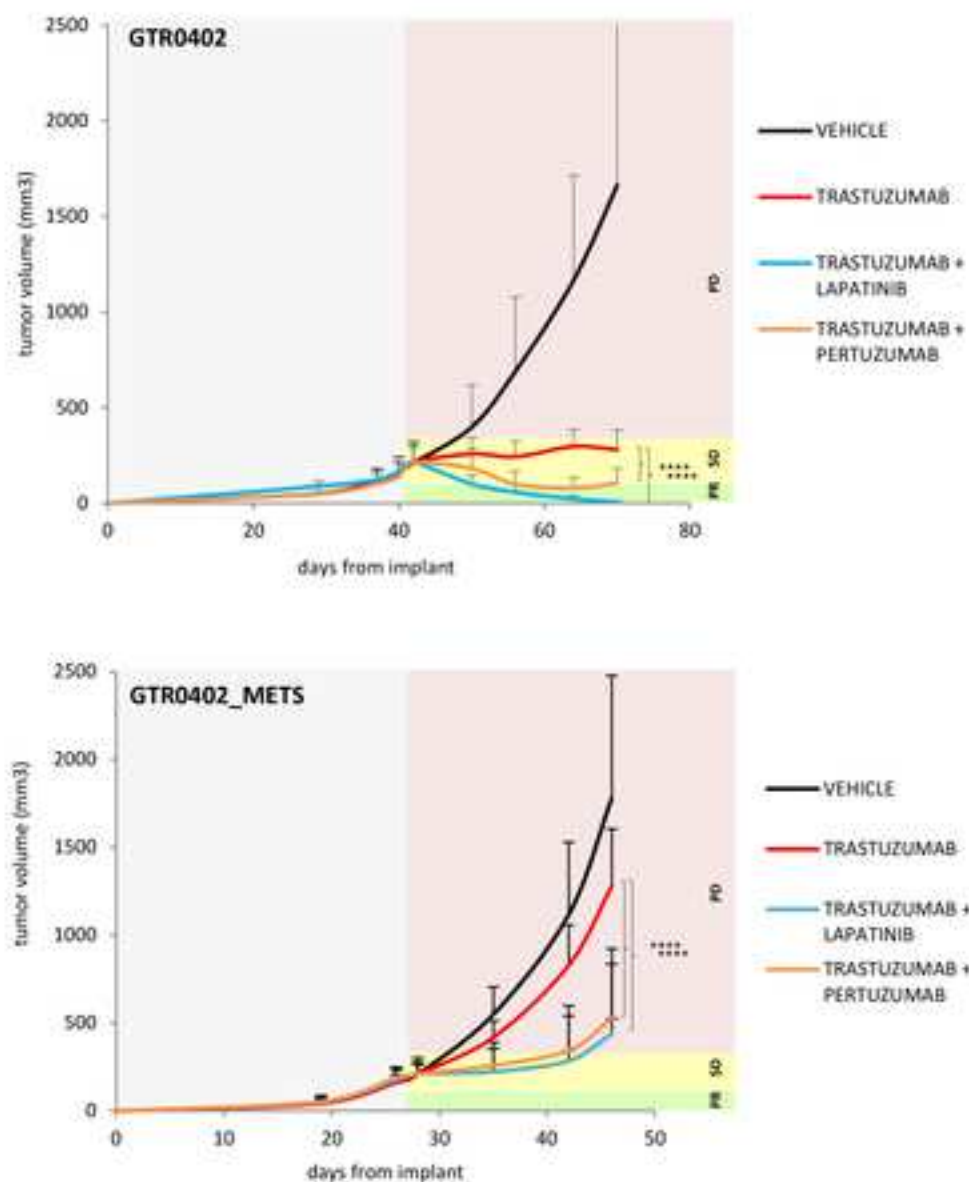 GTR0402
2500
2000
1500
1000
500
0
tumor volume (mm3)
0 20 40 60 80
days from implant
PD
SD
PR
****
****
VEHICLE
TRASTUZUMAB
TRASTUZUMAB +
LAPATINIB
TRASTUZUMAB +
PERTUZUMAB
GTR0402_METS
2500
2000
1500
1000
500
0
tumor volume (mm3)
0 10 20 30 40 50
days from implant
PD
SD
PR
****
****
VEHICLE
TRASTUZUMAB
TRASTUZUMAB +
LAPATINIB
TRASTUZUMAB +
PERTUZUMAB